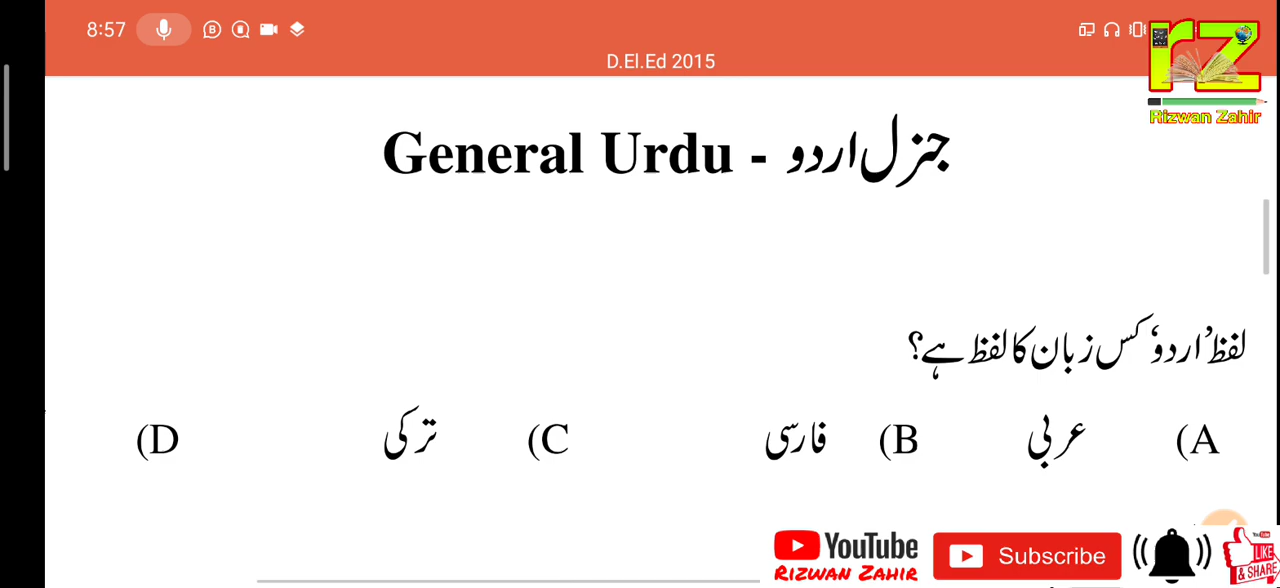 8:57
D.El.Ed 2015
rz
Rizwan Zahir
جنرل اردو - General Urdu
لفظ ’اردو‘ کس زبان کا لفظ ہے؟
(A عربی (B فارسی (C ترکی (D
YouTube
RIZWAN ZAHIR
Subscribe
LIKE
& SHARE